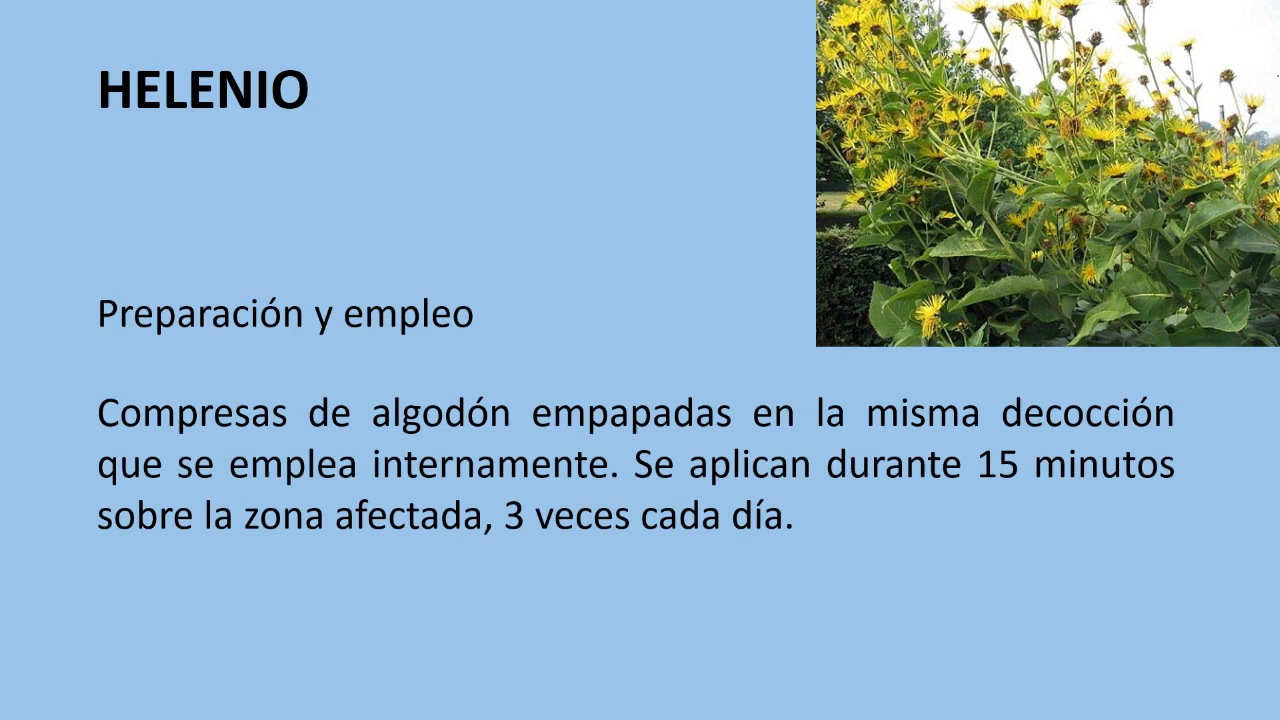 HELENIO
Preparación y empleo
Compresas de algodón empapadas en la misma decocción
que se emplea internamente. Se aplican durante 15 minutos
sobre la zona afectada, 3 veces cada día.